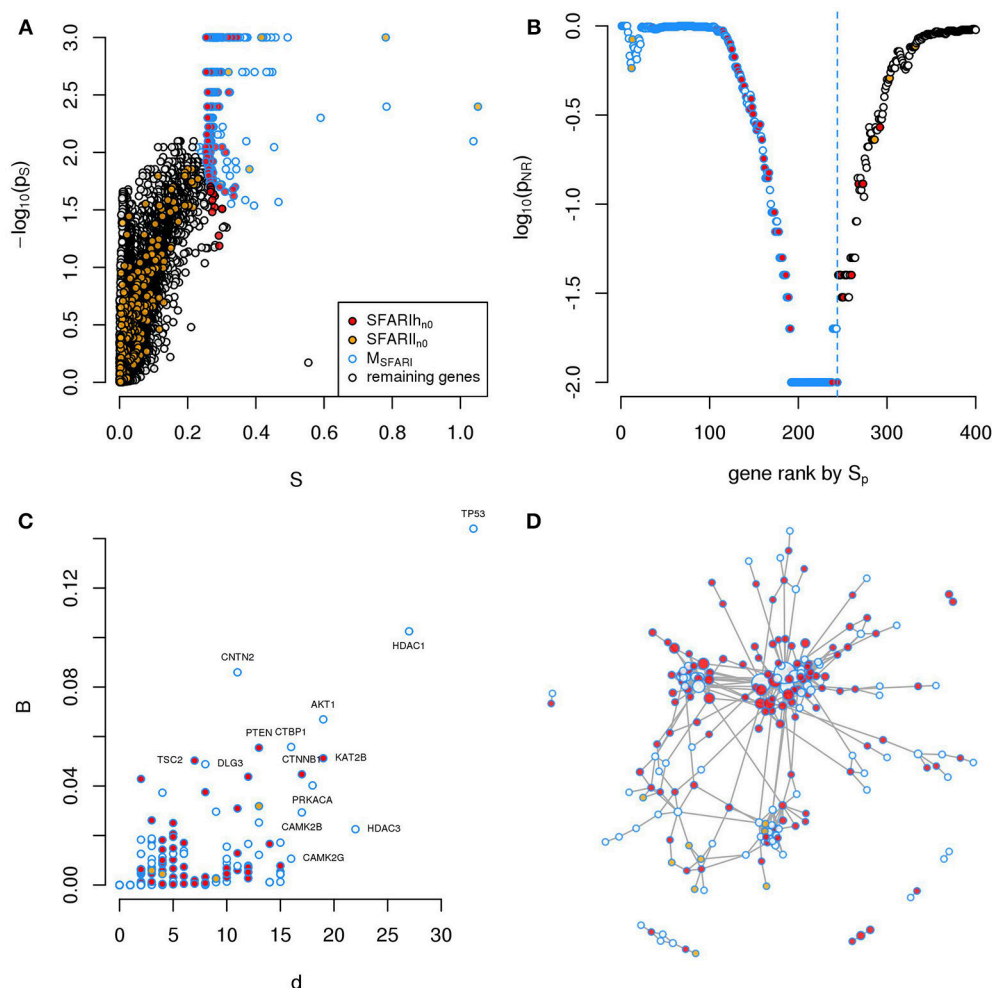 A
−log10(pS)
3.0
2.5
2.0
1.5
1.0
0.5
0.0
SFARIhn0
SFARIIn0
MSFARI
remaining genes
0.0 0.2 0.4 0.6 0.8 1.0
S
B
log10(pNR)
0.0
-0.5
-1.0
-1.5
-2.0
0 100 200 300 400
gene rank by Sp
C
B
0.12
0.08
0.04
0.00
TP53
HDAC1
CNTN2
AKT1
PTEN
CTBP1
TSC2
DLG3
CTNNB1
KAT2B
PRKACA
CAMK2B
HDAC3
CAMK2G
0 5 10 15 20 25 30
d
D